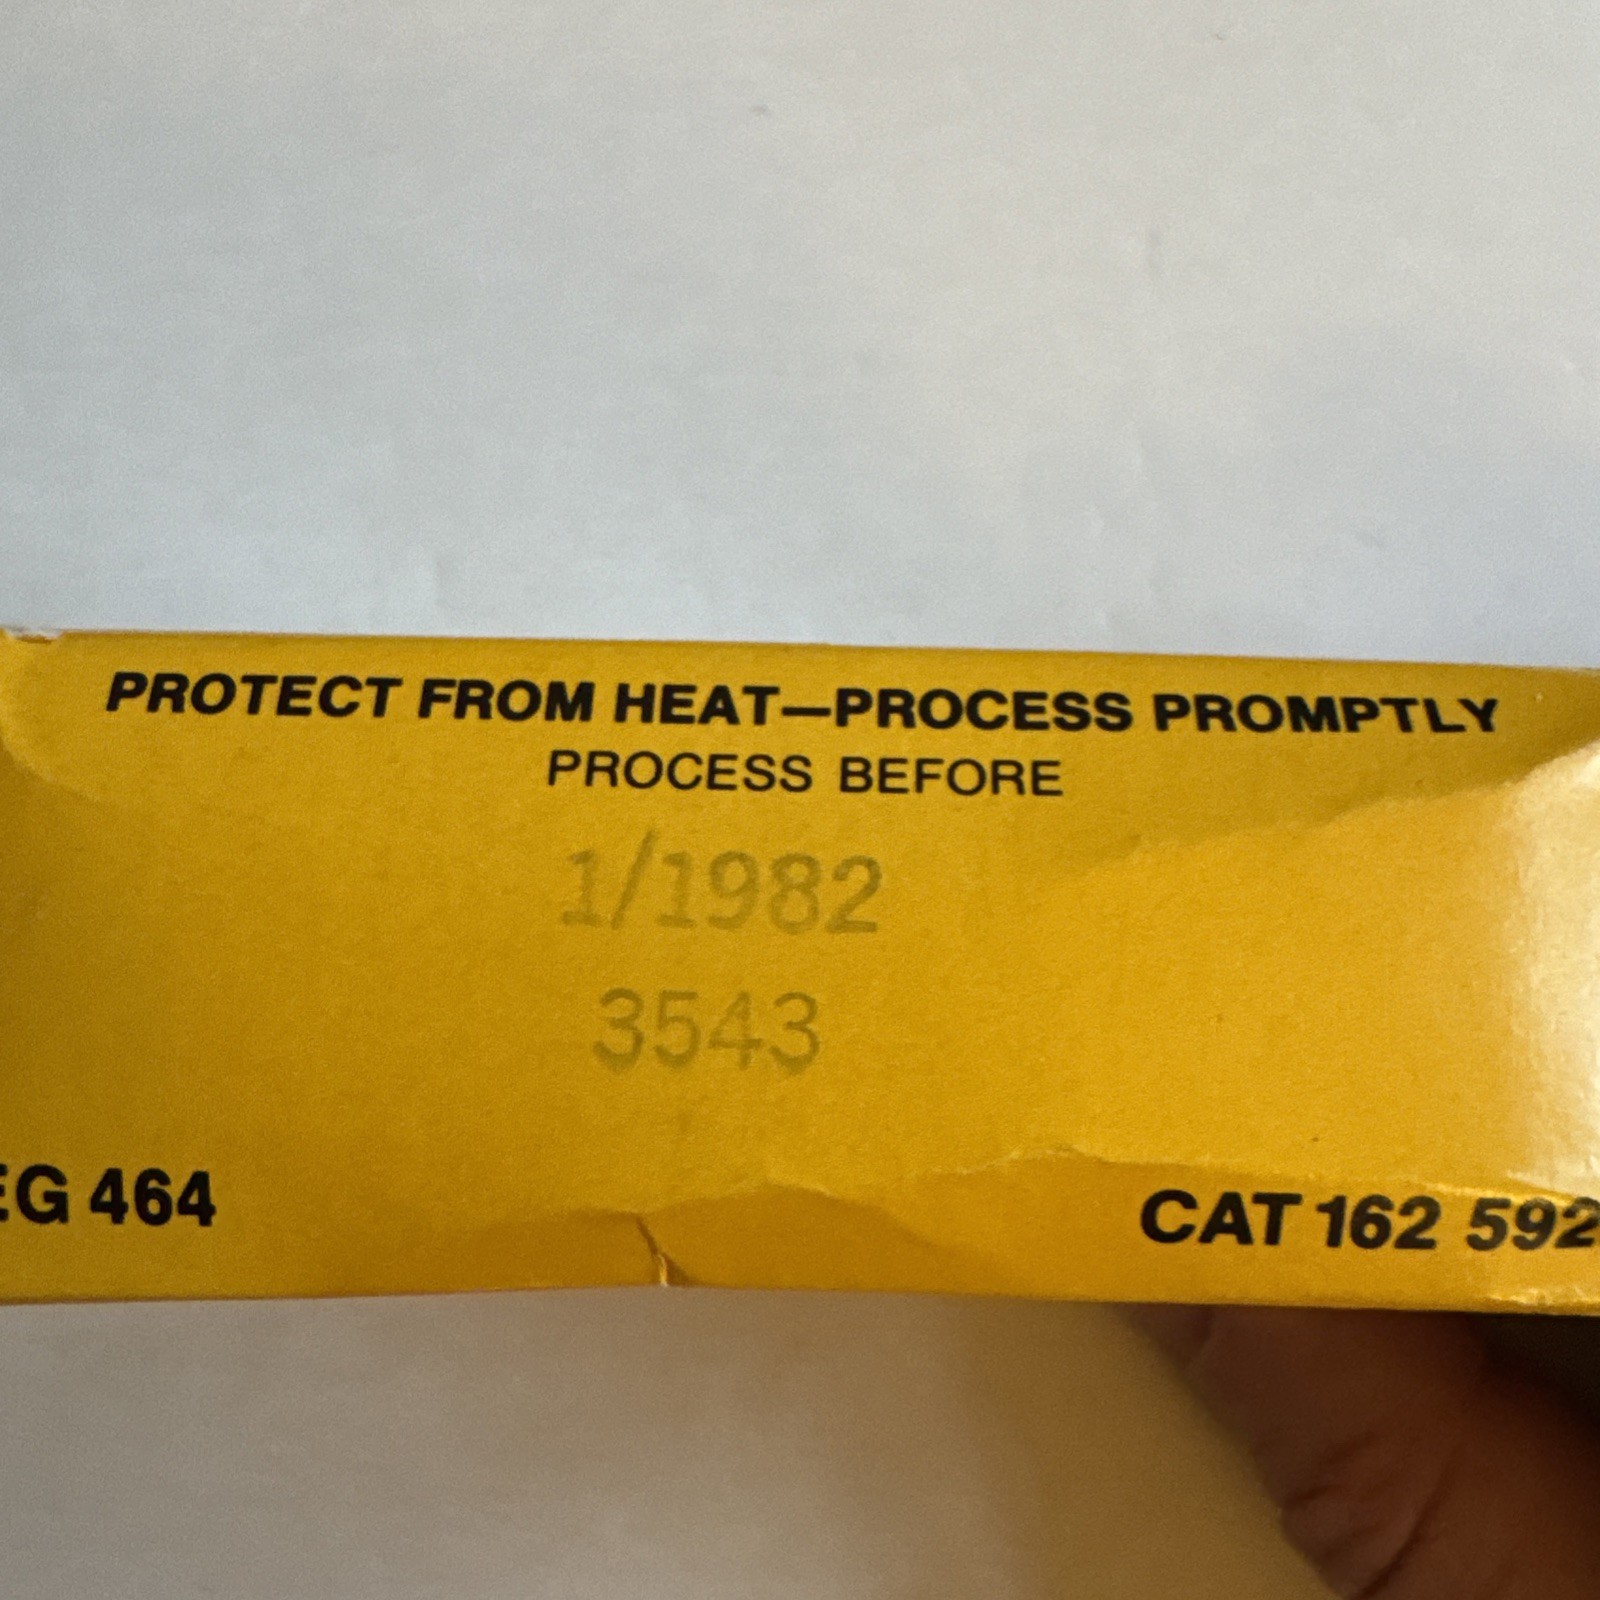 PROTECT FROM HEAT—PROCESS PROMPTLY
PROCESS BEFORE
1/1982
3543
EG 464
CAT 162 592